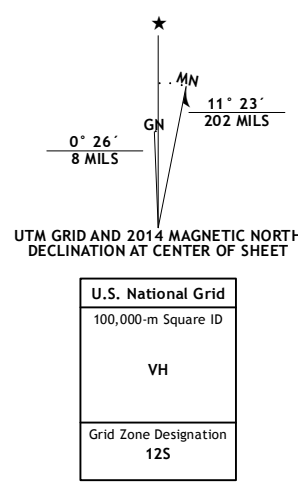 ★
MN
GN
11° 23´
202 MILS
0° 26´
8 MILS
UTM GRID AND 2014 MAGNETIC NORTH
DECLINATION AT CENTER OF SHEET
U.S. National Grid
100,000-m Square ID
VH
Grid Zone Designation
12S